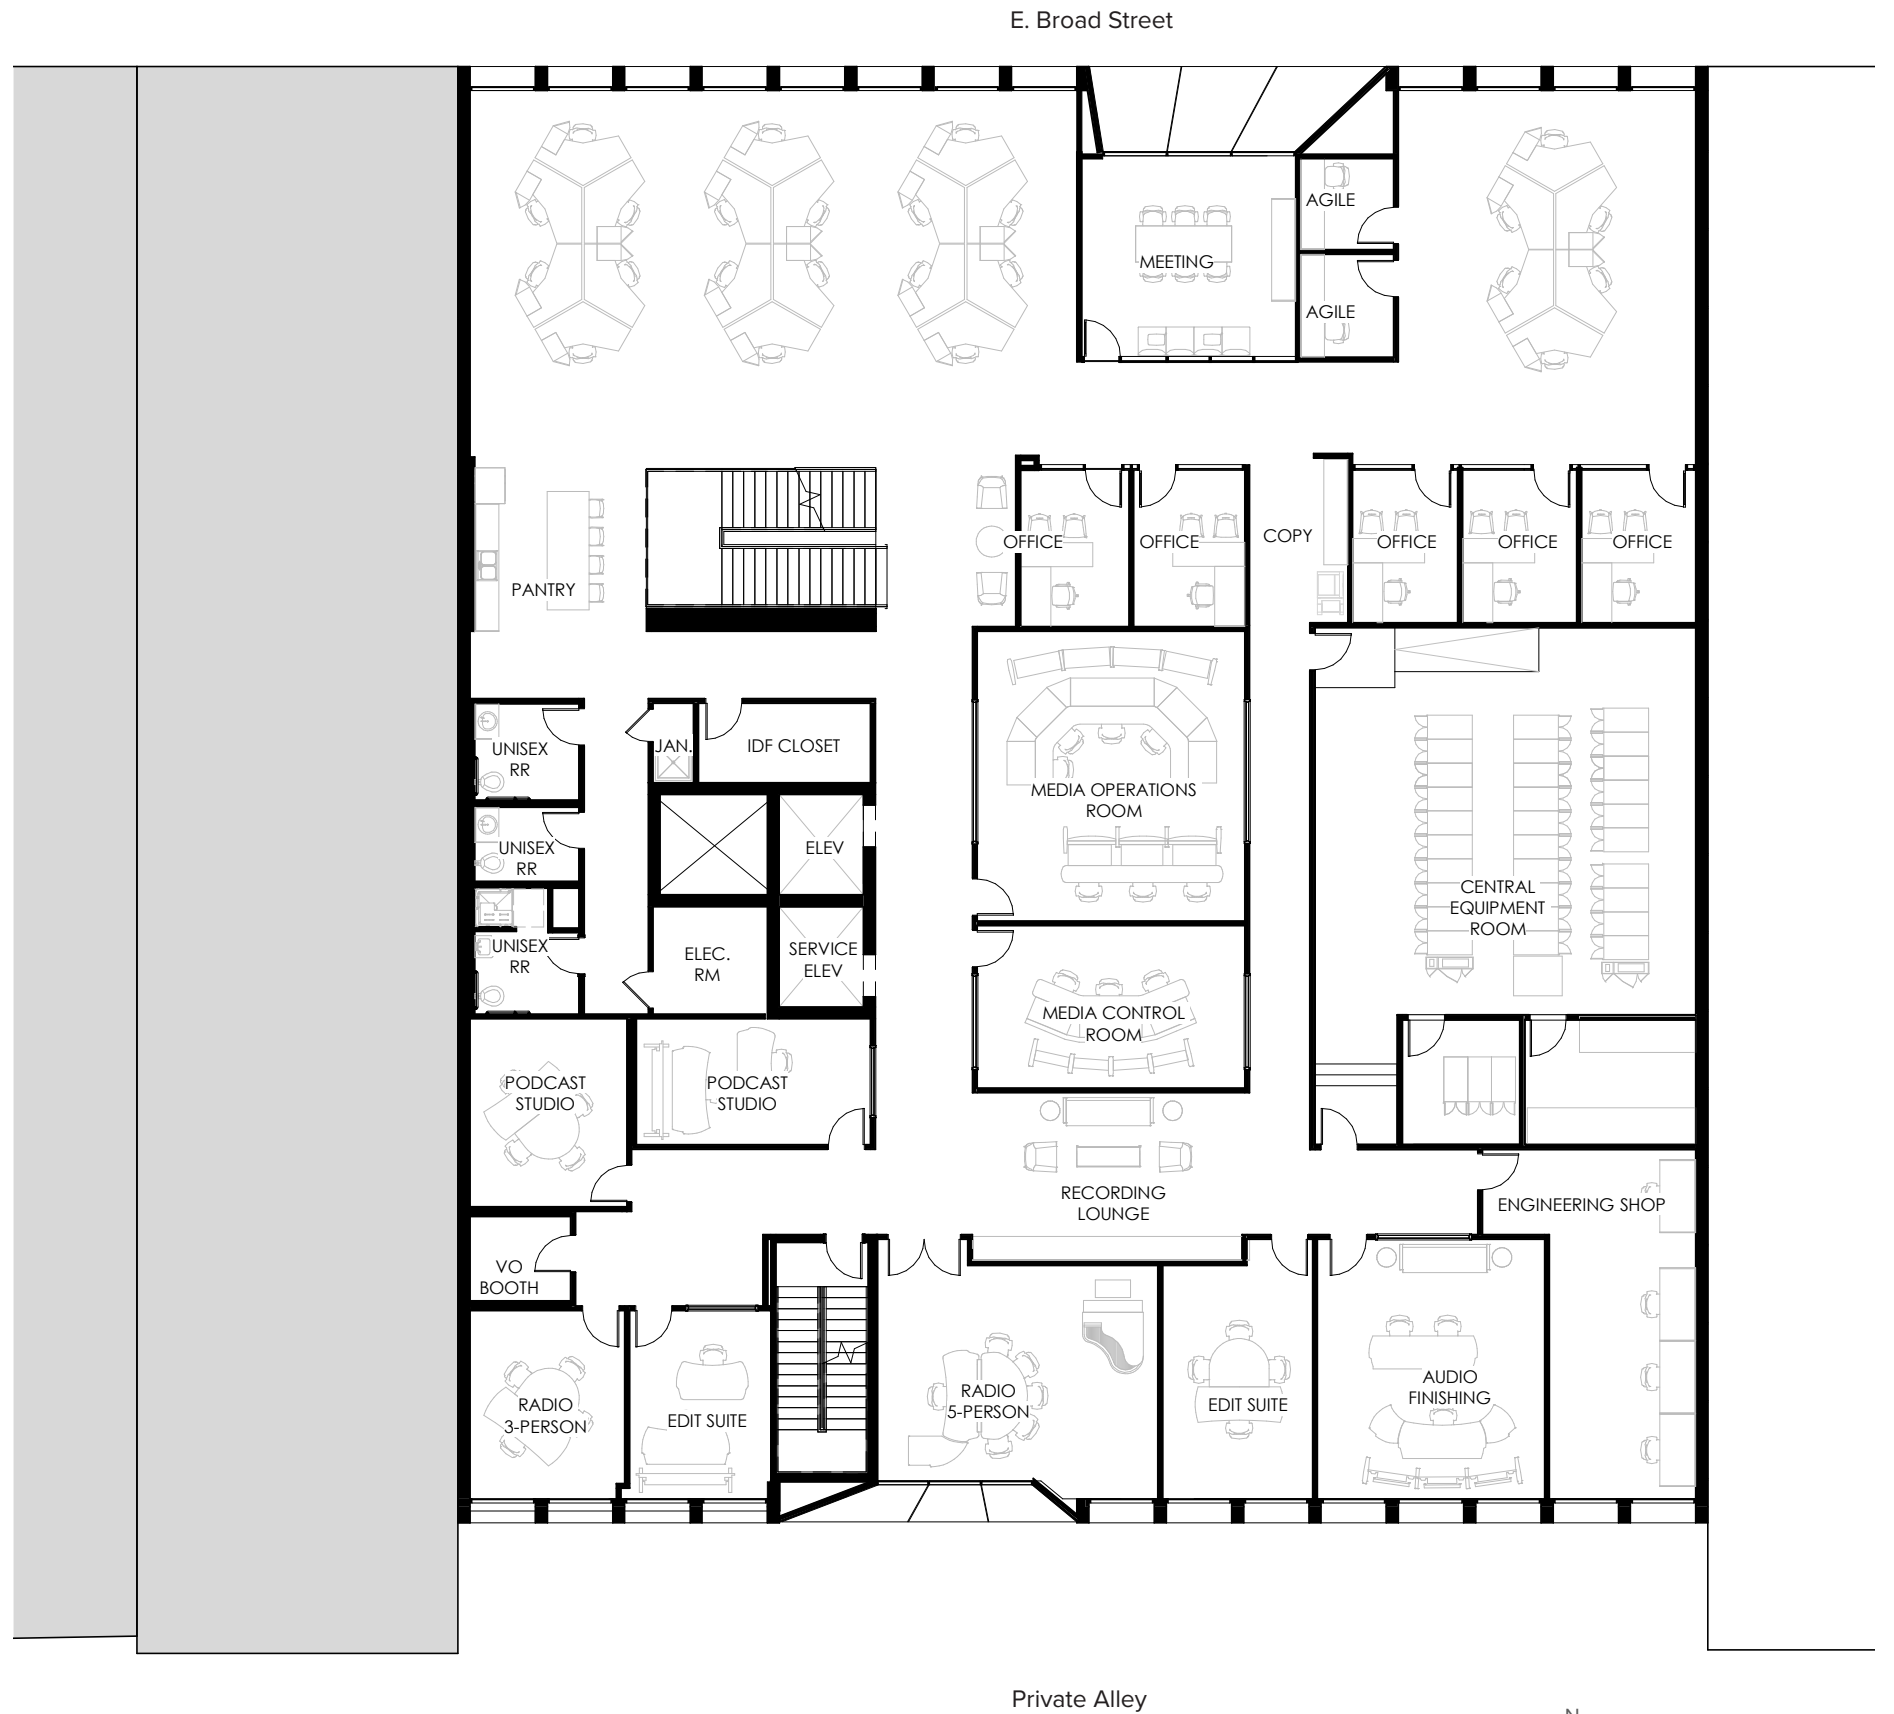 E. Broad Street
AGILE
MEETING
AGILE
OFFICE
OFFICE
COPY
OFFICE
OFFICE
OFFICE
PANTRY
UNISEX
RR
JAN.
IDF CLOSET
MEDIA OPERATIONS
ROOM
UNISEX
RR
ELEV
CENTRAL
EQUIPMENT
ROOM
UNISEX
RR
ELEC.
RM
SERVICE
ELEV
MEDIA CONTROL
ROOM
PODCAST
STUDIO
PODCAST
STUDIO
RECORDING
LOUNGE
ENGINEERING SHOP
VO
BOOTH
RADIO
3-PERSON
EDIT SUITE
RADIO
5-PERSON
EDIT SUITE
AUDIO
FINISHING
Private Alley
N